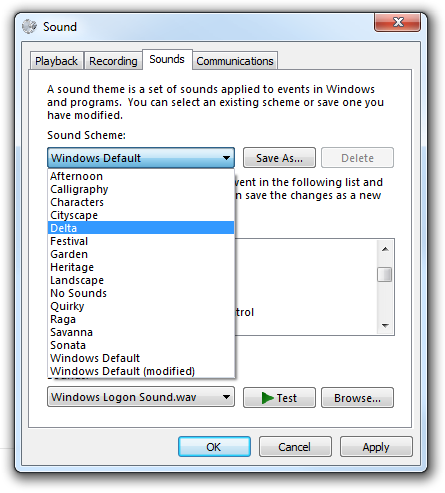 Sound
Playback Recording Sounds Communications
A sound theme is a set of sounds applied to events in Windows
and programs. You can select an existing scheme or save one you
have modified.
Sound Scheme:
Windows Default Save As... Delete
Afternoon
Calligraphy
Characters
Cityscape
Delta
Festival
Garden
Heritage
Landscape
No Sounds
Quirky
Raga
Savanna
Sonata
Windows Default
Windows Default (modified)
vent in the following list and
n save the changes as a new
trol
Windows Logon Sound.wav Test Browse...
OK Cancel Apply